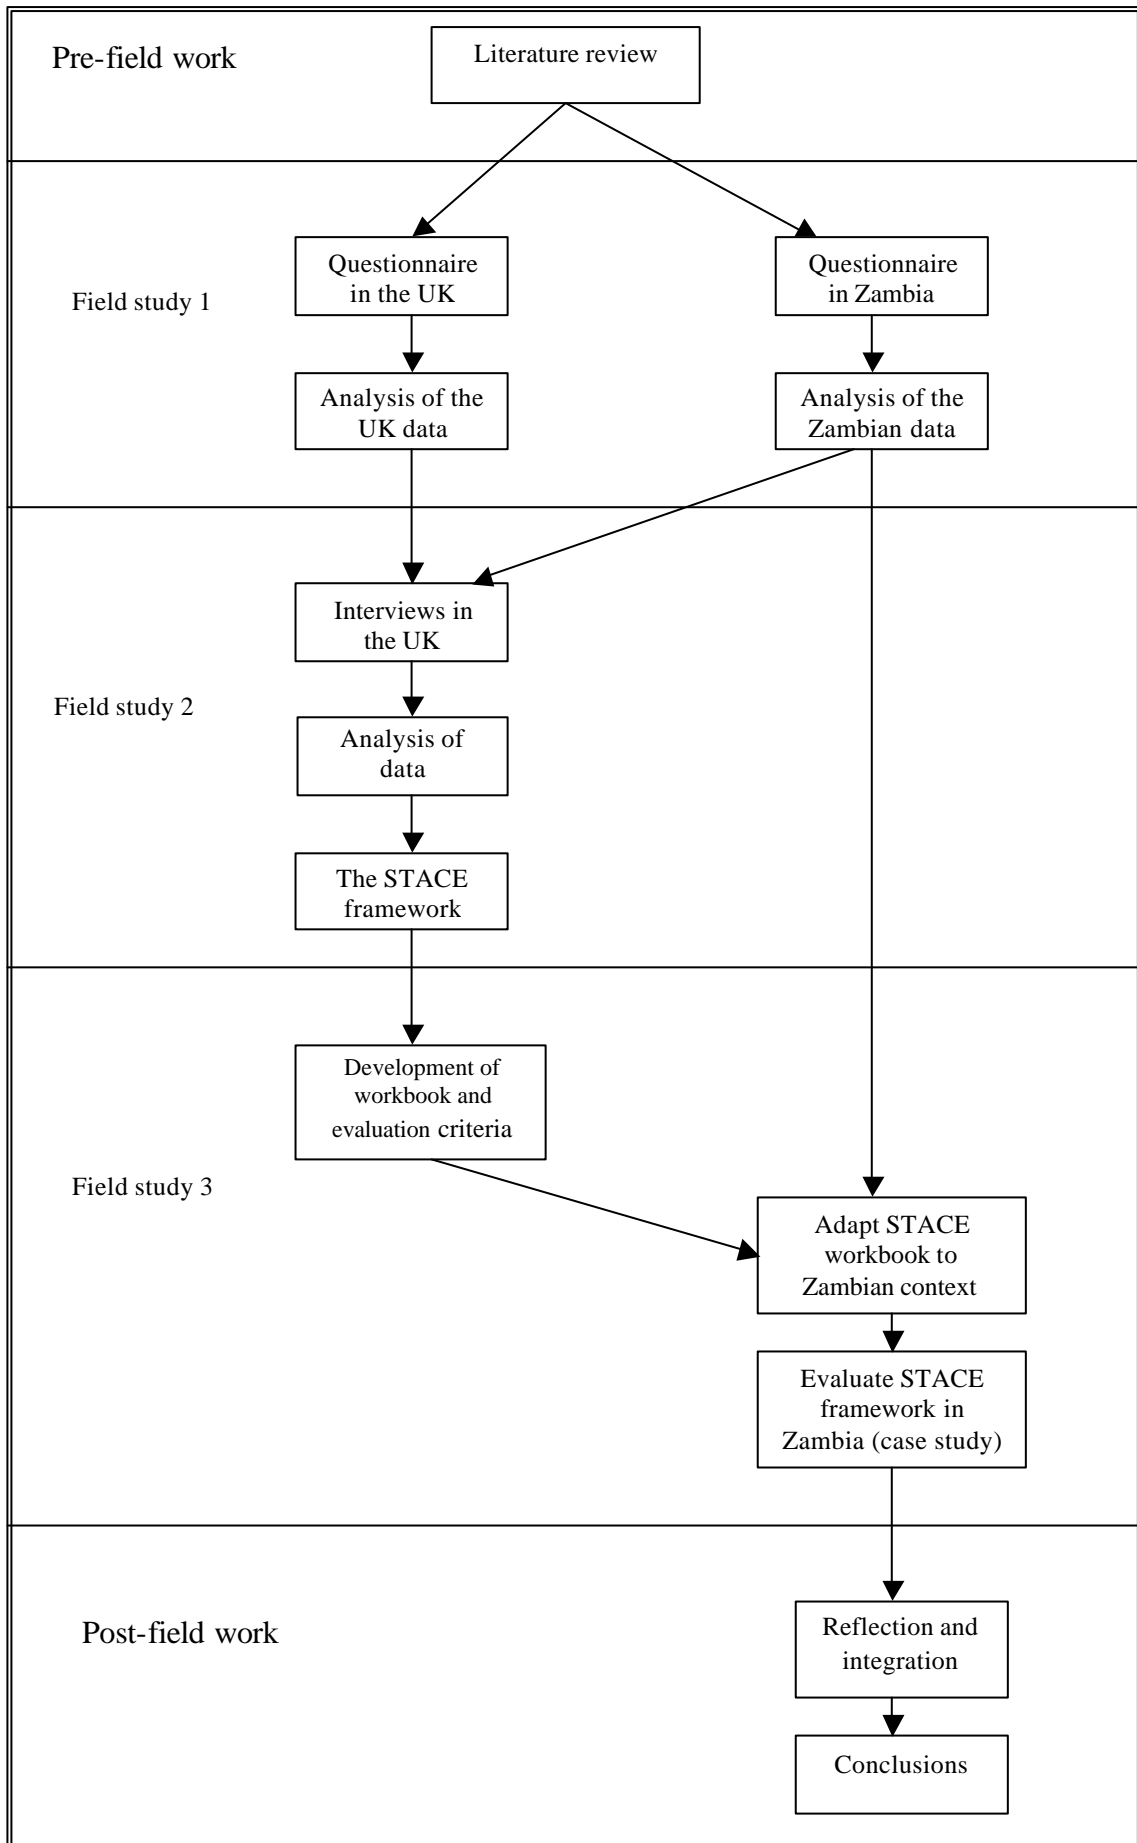 Pre-field work
Literature review
Field study 1
Questionnaire
in the UK
Questionnaire
in Zambia
Analysis of the
UK data
Analysis of the
Zambian data
Field study 2
Interviews in
the UK
Analysis of
data
The STACE
framework
Field study 3
Development of
workbook and
evaluation criteria
Adapt STACE
workbook to
Zambian context
Evaluate STACE
framework in
Zambia (case study)
Post-field work
Reflection and
integration
Conclusions